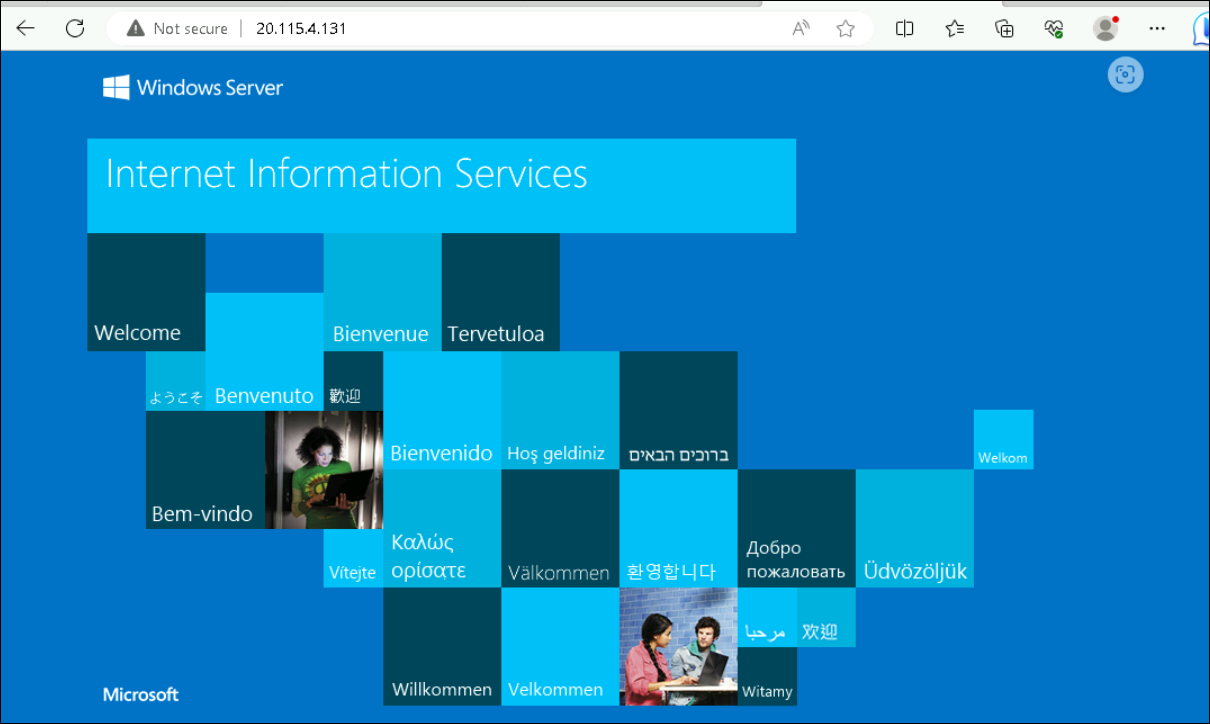 Not secure
20.115.4.131
Windows Server
Internet Information Services
Welcome
Bienvenue
Tervetuloa
ようこそ
Benvenuto
歡迎
Bienvenido
Hoş geldiniz
ברוכים הבאים
Welkom
Bem-vindo
Vítejte
Καλώς
ορίσατε
Välkommen
환영합니다
Добро
пожаловать
Üdvözöljük
مرحبا
欢迎
Willkommen
Velkommen
Witamy
Microsoft